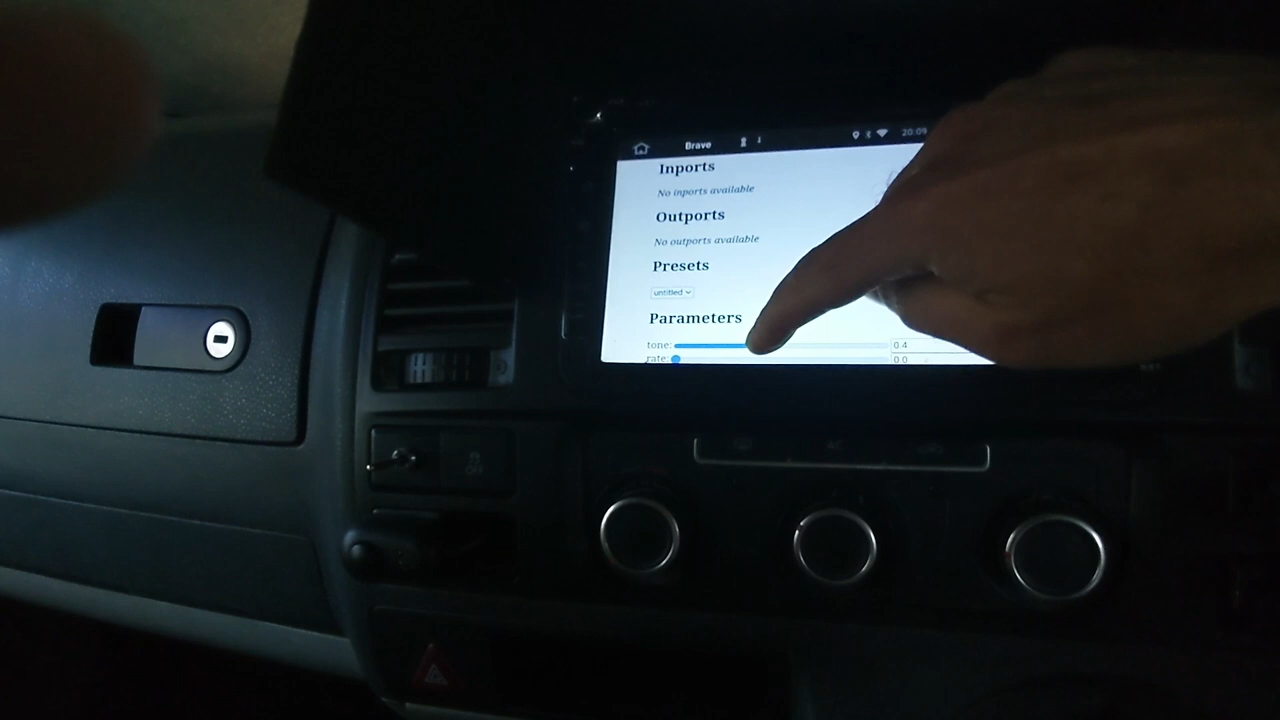 Brave 20:09
Inports
No inports available
Outports
No outports available
Presets
untitled
Parameters
tone: 0.4
rate: 0.0